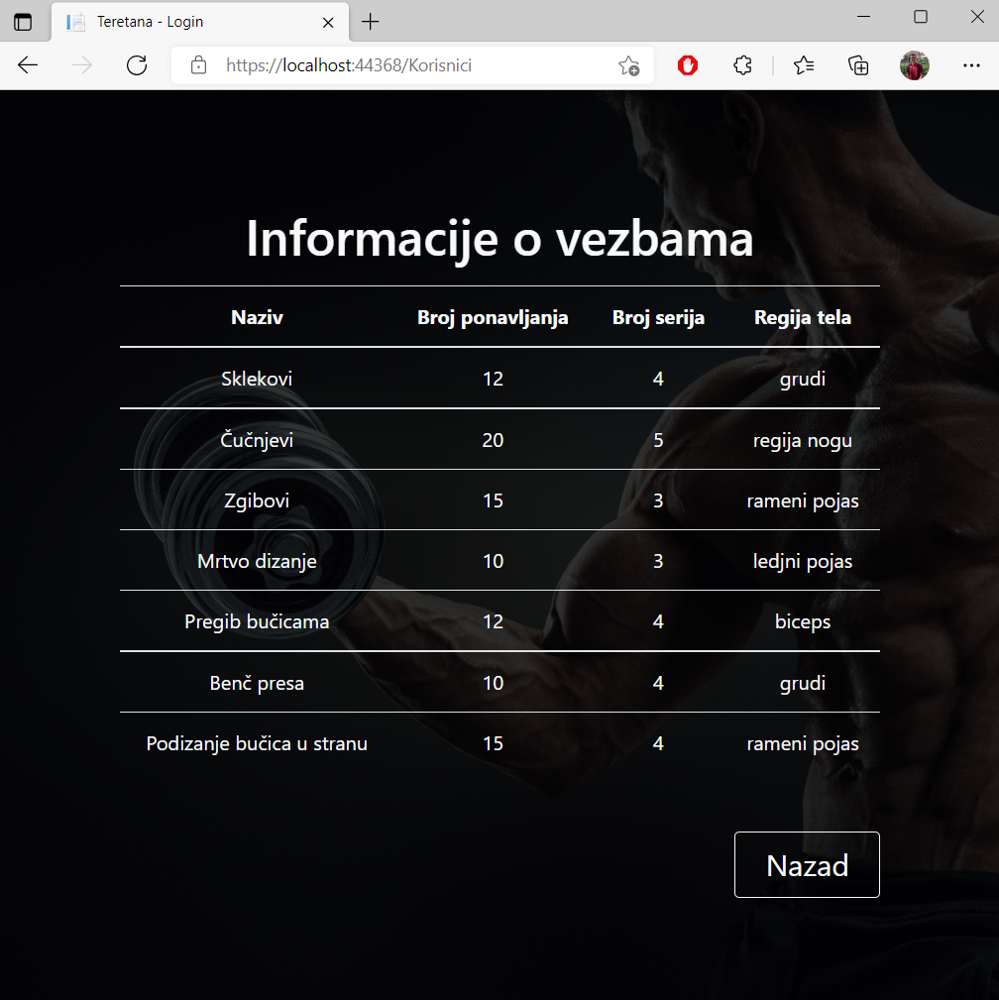 Teretana - Login
https://localhost:44368/Korisnici
Informacije o vezbama
Naziv Broj ponavljanja Broj serija Regija tela
Sklekovi 12 4 grudi
Čučnjevi 20 5 regija nogu
Zgibovi 15 3 rameni pojas
Mrtvo dizanje 10 3 ledjni pojas
Pregib bučicama 12 4 biceps
Benč presa 10 4 grudi
Podizanje bučica u stranu 15 4 rameni pojas
Nazad